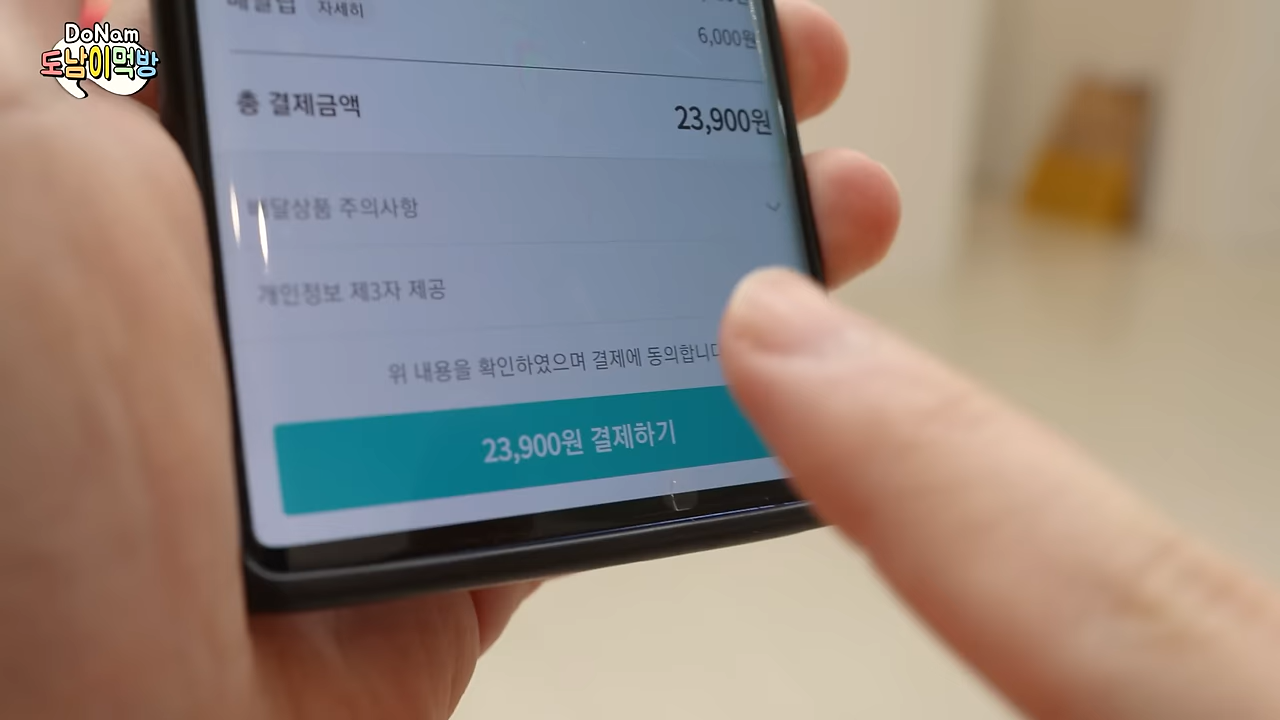 DoNam
도남이먹방
배달팁 자세히
6,000원
총 결제금액 23,900원
배달상품 주의사항
개인정보 제3자 제공
위 내용을 확인하였으며 결제에 동의합니다
23,900원 결제하기